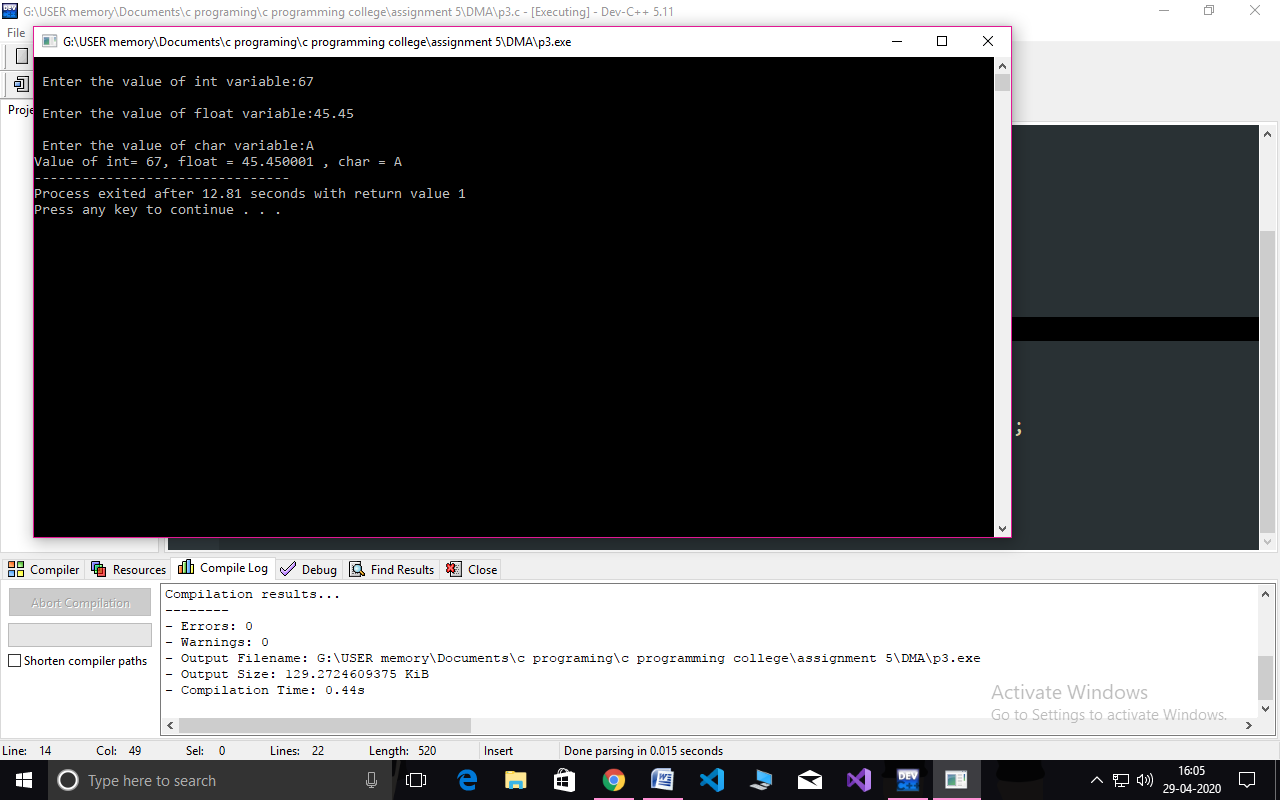 G:\USER memory\Documents\c programing\c programming college\assignment 5\DMA\p3.c - [Executing] - Dev-C++ 5.11
File
G:\USER memory\Documents\c programing\c programming college\assignment 5\DMA\p3.exe
Proje
Enter the value of int variable:67
Enter the value of float variable:45.45
Enter the value of char variable:A
Value of int= 67, float = 45.450001 , char = A
--------------------------------
Process exited after 12.81 seconds with return value 1
Press any key to continue . . .
;
Compiler Resources Compile Log Debug Find Results Close
Abort Compilation
Shorten compiler paths
Compilation results...
--------
- Errors: 0
- Warnings: 0
- Output Filename: G:\USER memory\Documents\c programing\c programming college\assignment 5\DMA\p3.exe
- Output Size: 129.2724609375 KiB
- Compilation Time: 0.44s
Activate Windows
Go to Settings to activate Windows.
Line: 14 Col: 49 Sel: 0 Lines: 22 Length: 520 Insert Done parsing in 0.015 seconds
Type here to search
DEV
16:05
29-04-2020